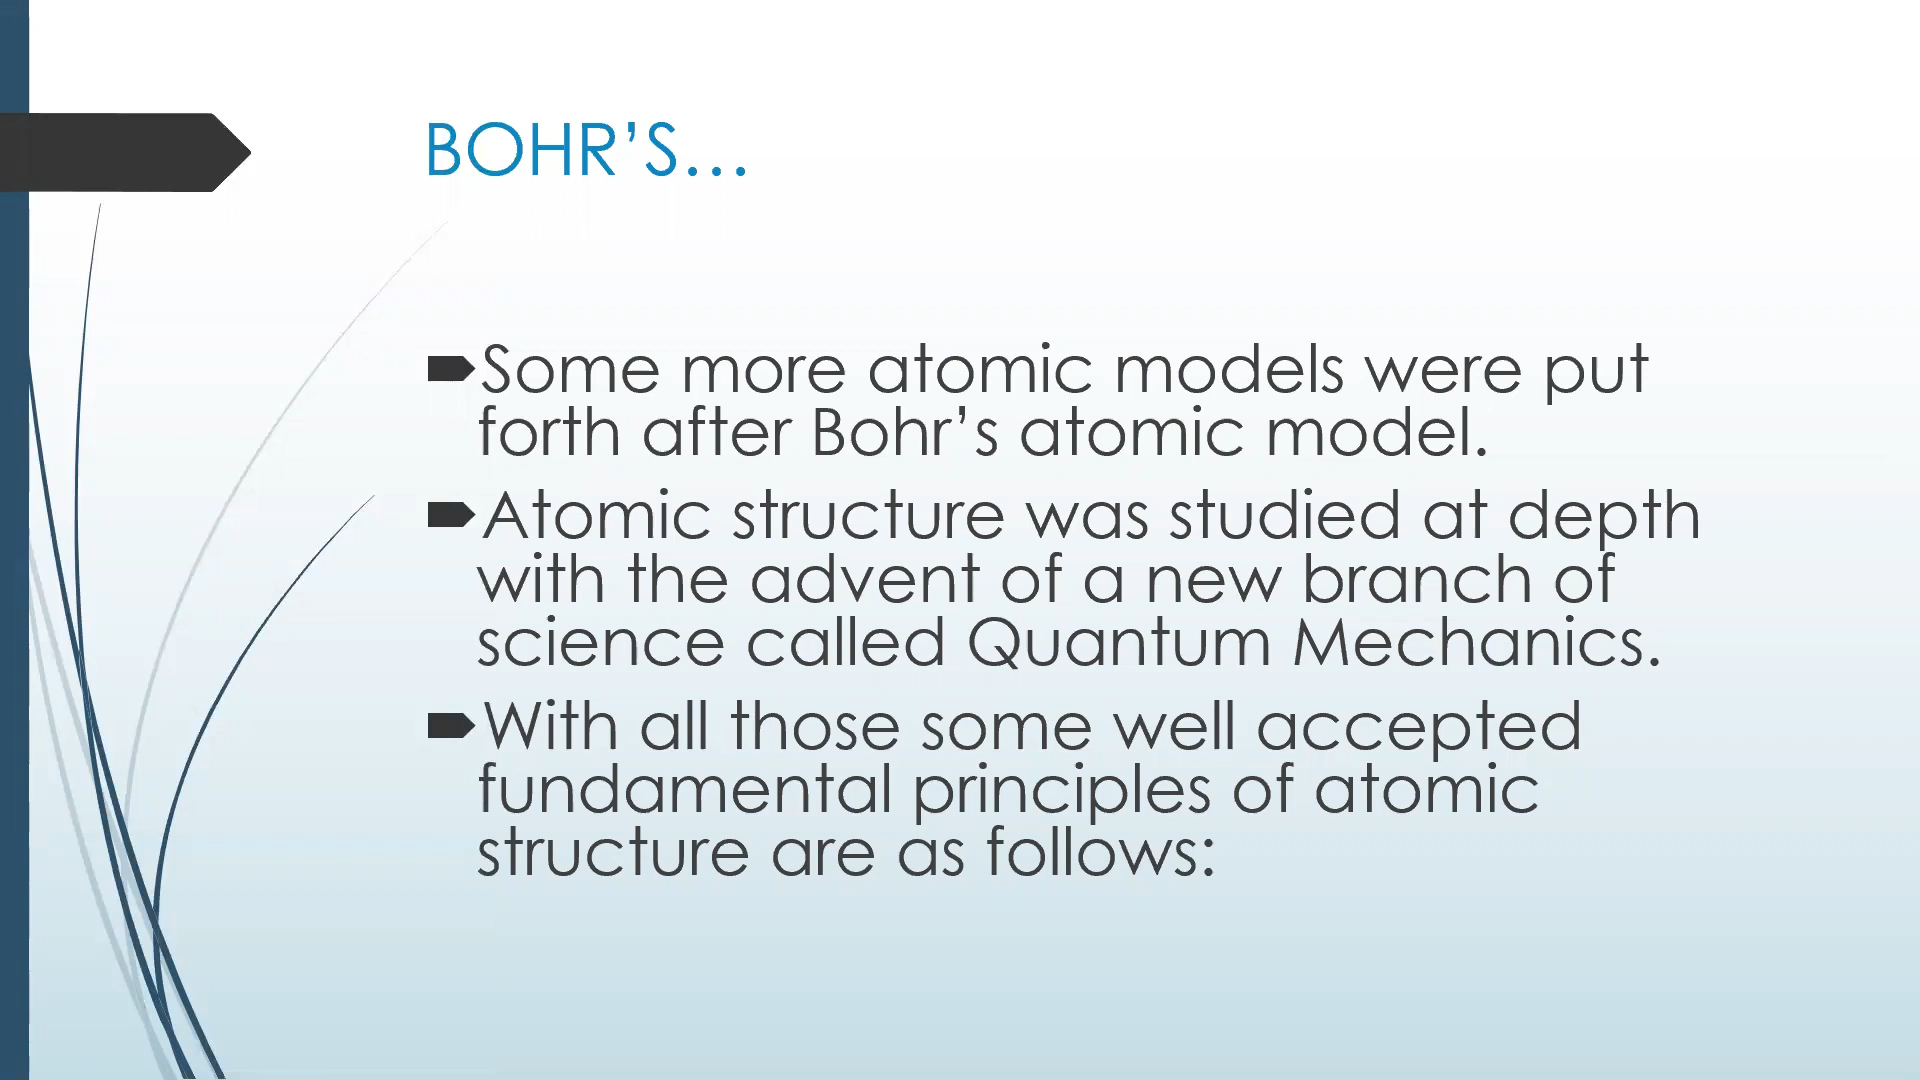 BOHR’S…
Some more atomic models were put
forth after Bohr’s atomic model.
Atomic structure was studied at depth
with the advent of a new branch of
science called Quantum Mechanics.
With all those some well accepted
fundamental principles of atomic
structure are as follows: